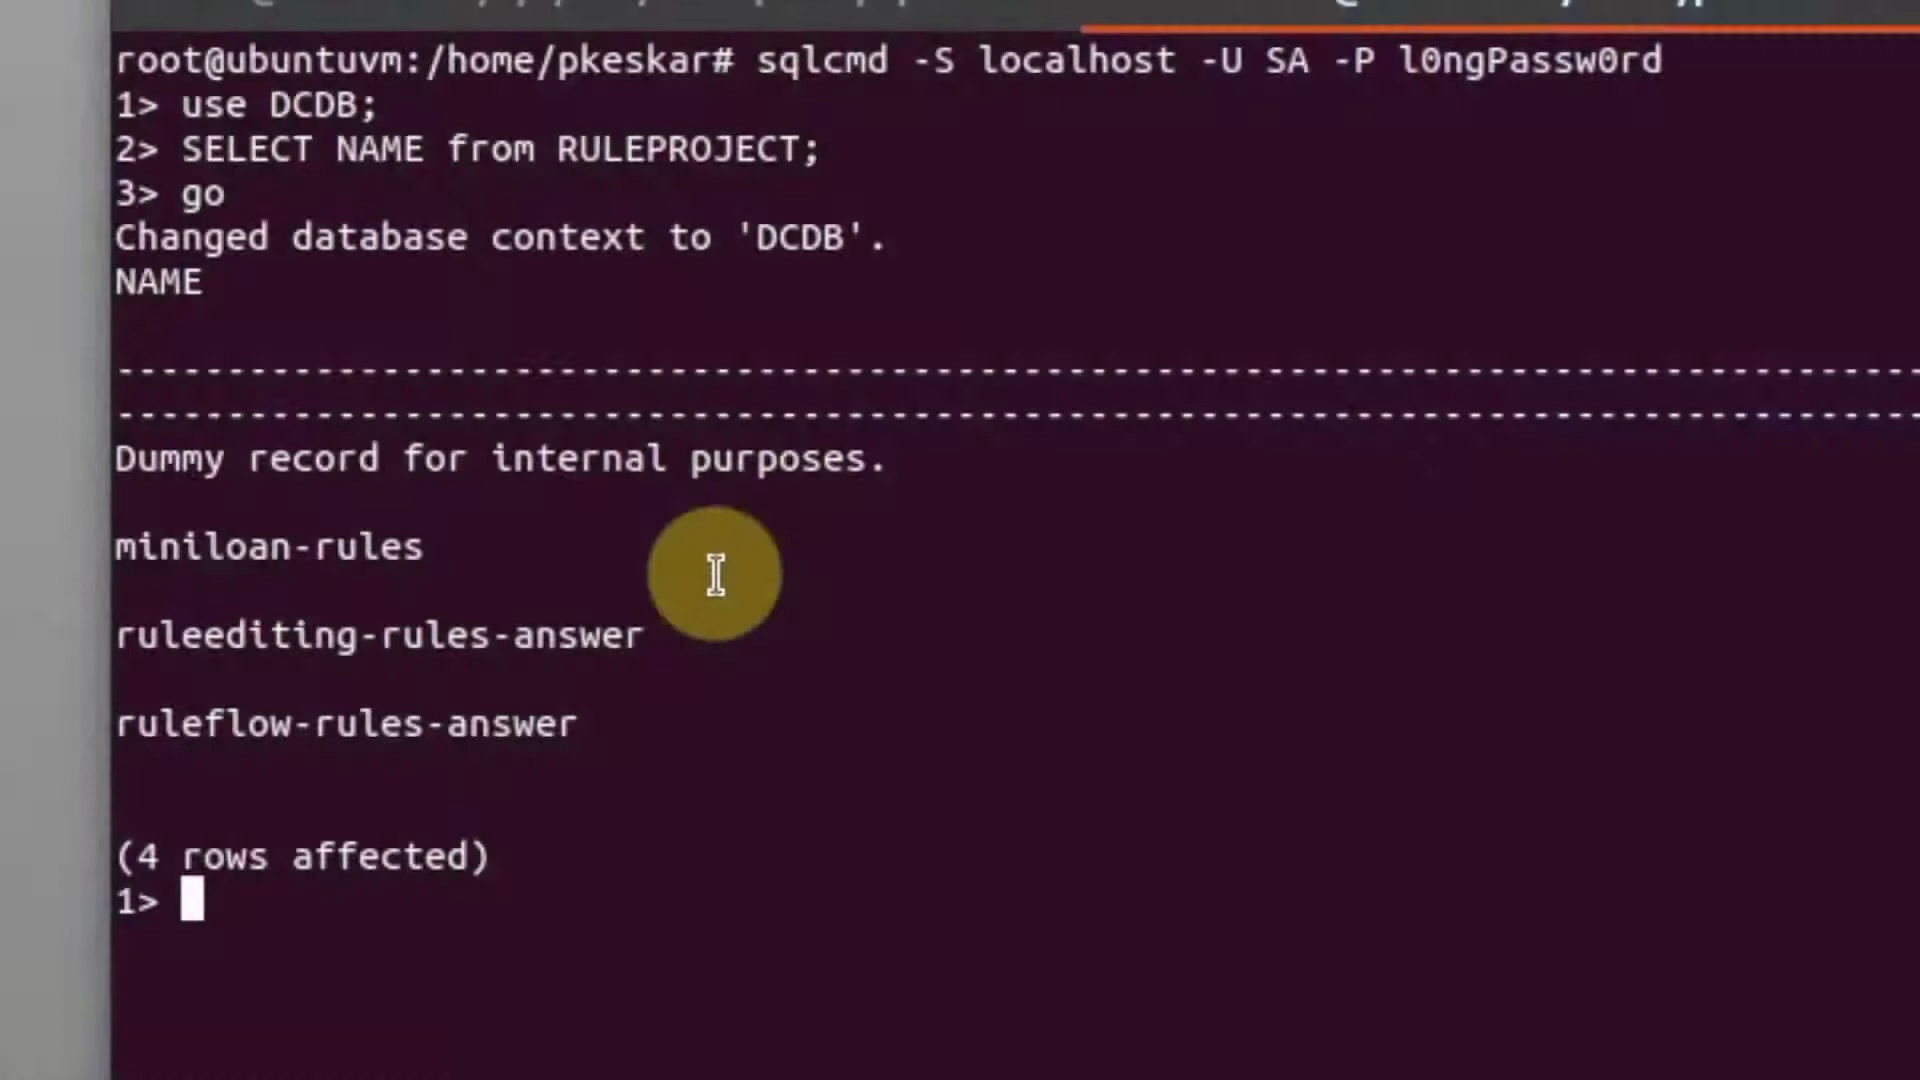 root@ubuntuvm:/home/pkeskar# sqlcmd -S localhost -U SA -P l0ngPassw0rd
1> use DCDB;
2> SELECT NAME from RULEPROJECT;
3> go
Changed database context to 'DCDB'.
NAME
--------------------------------------------------------------------------------
--------------------------------------------------------------------------------
Dummy record for internal purposes.
miniloan-rules
ruleediting-rules-answer
ruleflow-rules-answer
(4 rows affected)
1>